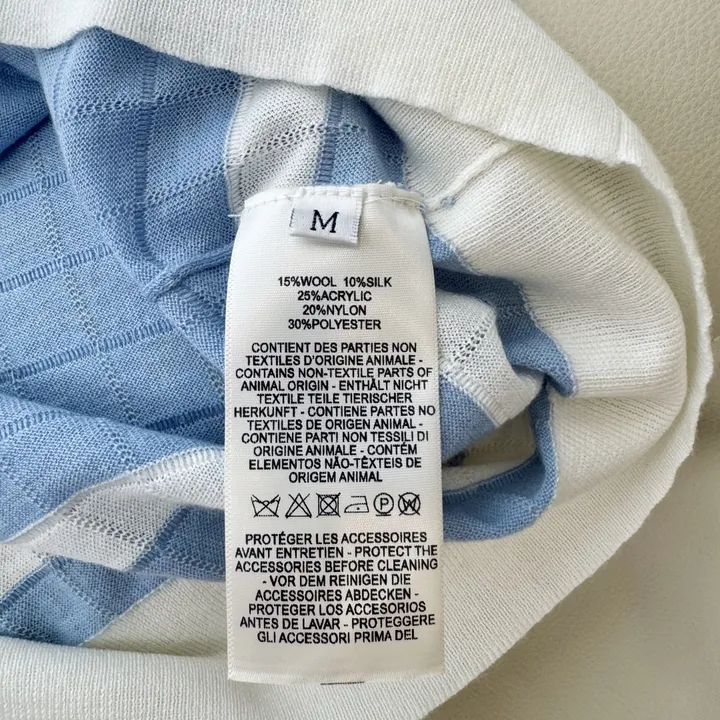 M
15%WOOL 10%SILK
25%ACRYLIC
20%NYLON
30%POLYESTER
CONTIENT DES PARTIES NON
TEXTILES D'ORIGINE ANIMALE -
CONTAINS NON-TEXTILE PARTS OF
ANIMAL ORIGIN - ENTHÄLT NICHT
TEXTILE TEILE TIERISCHER
HERKUNFT - CONTIENE PARTES NO
TEXTILES DE ORIGEN ANIMAL -
CONTIENE PARTI NON TESSILI DI
ORIGINE ANIMALE - CONTÉM
ELEMENTOS NÃO-TÊXTEIS DE
ORIGEM ANIMAL
P W
PROTÉGER LES ACCESSOIRES
AVANT ENTRETIEN - PROTECT THE
ACCESSORIES BEFORE CLEANING
- VOR DEM REINIGEN DIE
ACCESSOIRES ABDECKEN -
PROTEGER LOS ACCESORIOS
ANTES DE LAVAR - PROTEGGERE
GLI ACCESSORI PRIMA DEL